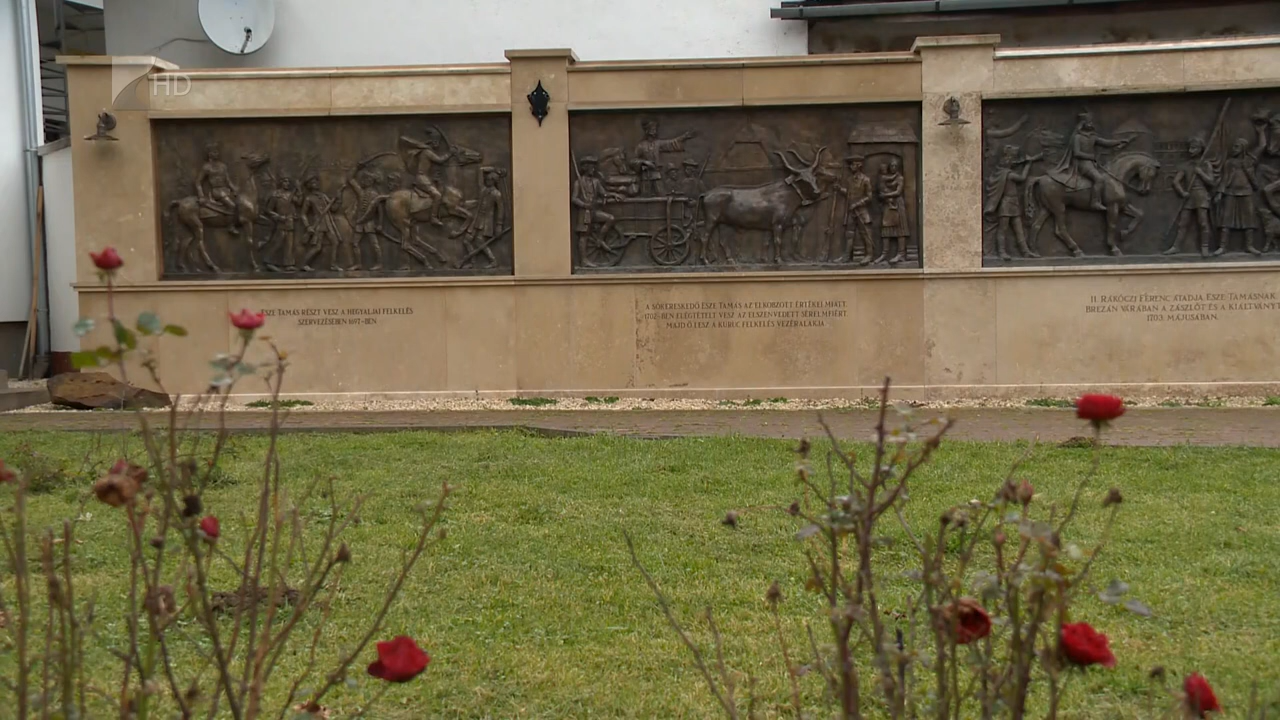 7HD
ESZE TAMÁS RÉSZT VESZ A HEGYALJAI FELKELÉS
SZERVEZÉSÉBEN 1697-BEN
A SÓKERESKEDŐ ESZE TAMÁS AZ ELKOBZOTT ÉRTÉKEI MIATT,
1702-BEN ELÉGTÉTELT VESZ AZ ELSZENVEDETT SÉRELMEIÉRT,
MAJD Ő LESZ A KURUC FELKELÉS VEZÉRALAKJA
II. RÁKÓCZI FERENC ÁTADJA ESZE TAMÁSNAK
BREZÁN VÁRÁBAN A ZÁSZLÓT ÉS A KIÁLTVÁNYT
1703. MÁJUSÁBAN.